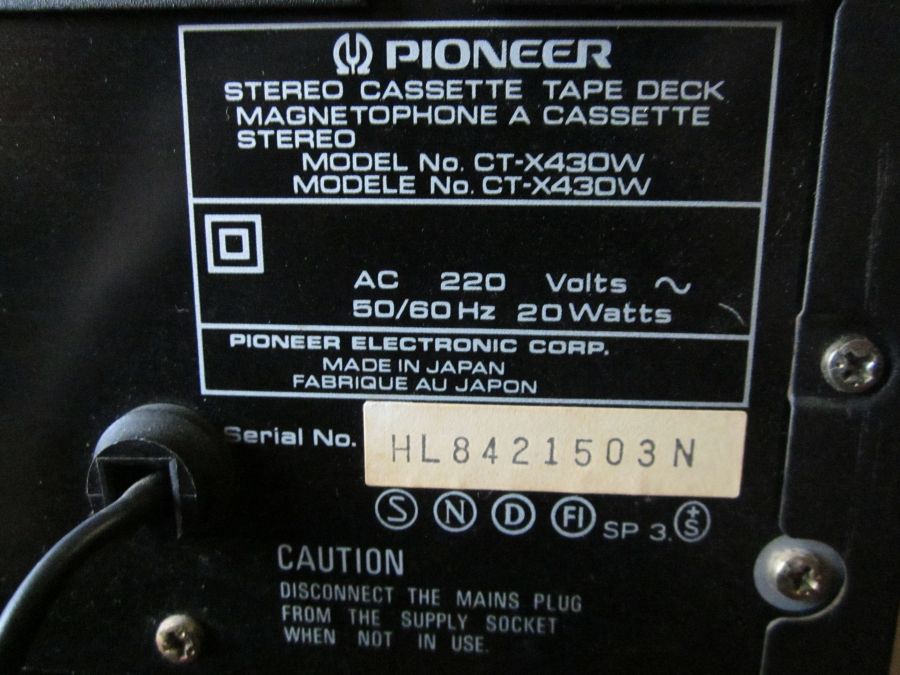 PIONEER
STEREO CASSETTE TAPE DECK
MAGNETOPHONE A CASSETTE
STEREO
MODEL No. CT-X430W
MODELE No. CT-X430W
AC 220 Volts ~
50/60 Hz 20 Watts
PIONEER ELECTRONIC CORP.
MADE IN JAPAN
FABRIQUE AU JAPON
Serial No. HL8421503N
S N D FI SP 3. +S
CAUTION
DISCONNECT THE MAINS PLUG
FROM THE SUPPLY SOCKET
WHEN NOT IN USE.